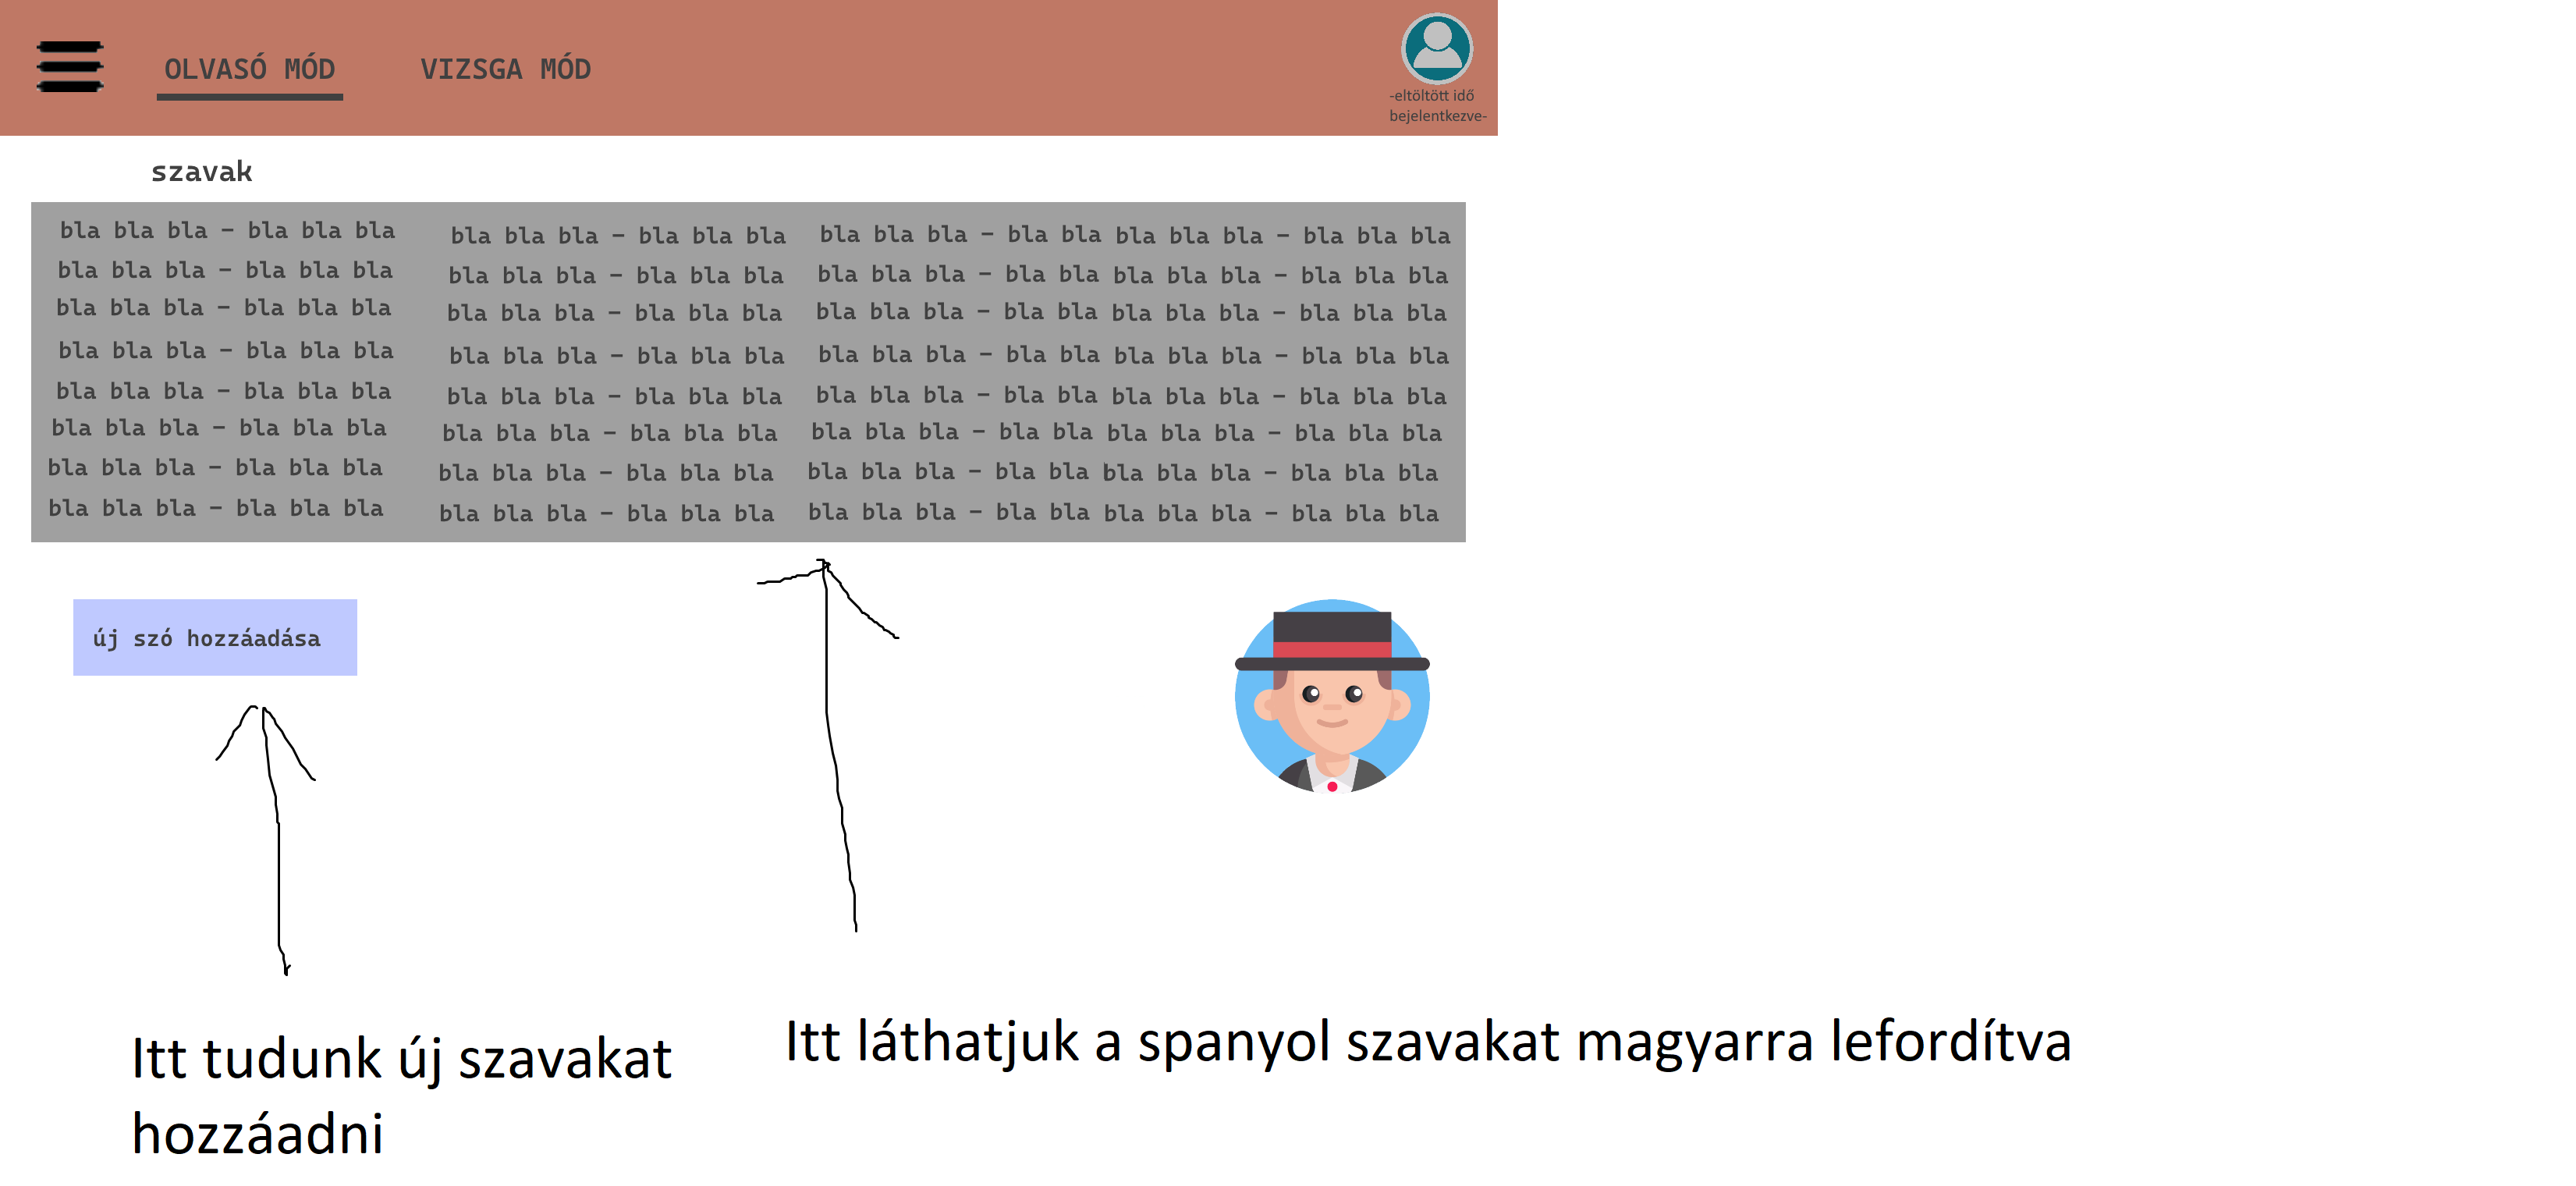 OLVASÓ MÓD VIZSGA MÓD
-eltöltött idő
bejelentkezve-
szavak
bla bla bla - bla bla bla bla bla bla - bla bla bla bla bla bla - bla bla bla bla bla - bla bla bla
bla bla bla - bla bla bla bla bla bla - bla bla bla bla bla bla - bla bla bla bla bla - bla bla bla
bla bla bla - bla bla bla bla bla bla - bla bla bla bla bla bla - bla bla bla bla bla - bla bla bla
bla bla bla - bla bla bla bla bla bla - bla bla bla bla bla bla - bla bla bla bla bla - bla bla bla
bla bla bla - bla bla bla bla bla bla - bla bla bla bla bla bla - bla bla bla bla bla - bla bla bla
bla bla bla - bla bla bla bla bla bla - bla bla bla bla bla bla - bla bla bla bla bla - bla bla bla
bla bla bla - bla bla bla bla bla bla - bla bla bla bla bla bla - bla bla bla bla bla - bla bla bla
bla bla bla - bla bla bla bla bla bla - bla bla bla bla bla bla - bla bla bla bla bla - bla bla bla
új szó hozzáadása
Itt tudunk új szavakat
hozzáadni
Itt láthatjuk a spanyol szavakat magyarra lefordítva